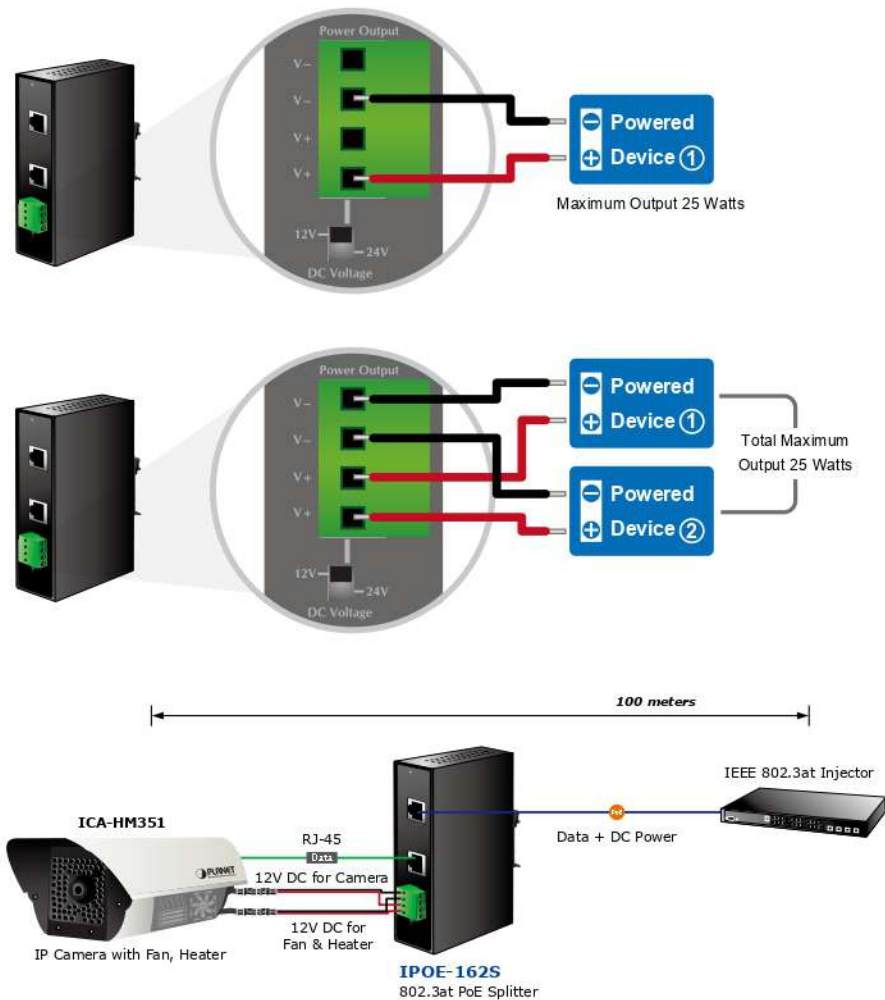 Power Output
V–
V–
V+
V+
12V
24V
DC Voltage
Powered
Device ①
Maximum Output 25 Watts
Power Output
V–
V–
V+
V+
12V
24V
DC Voltage
Powered
Device ①
Powered
Device ②
Total Maximum
Output 25 Watts
100 meters
IEEE 802.3at Injector
PoE
Data + DC Power
ICA-HM351
RJ-45
Data
PLANET
12V DC for Camera
12V DC for
Fan & Heater
IP Camera with Fan, Heater
IPOE-162S
802.3at PoE Splitter